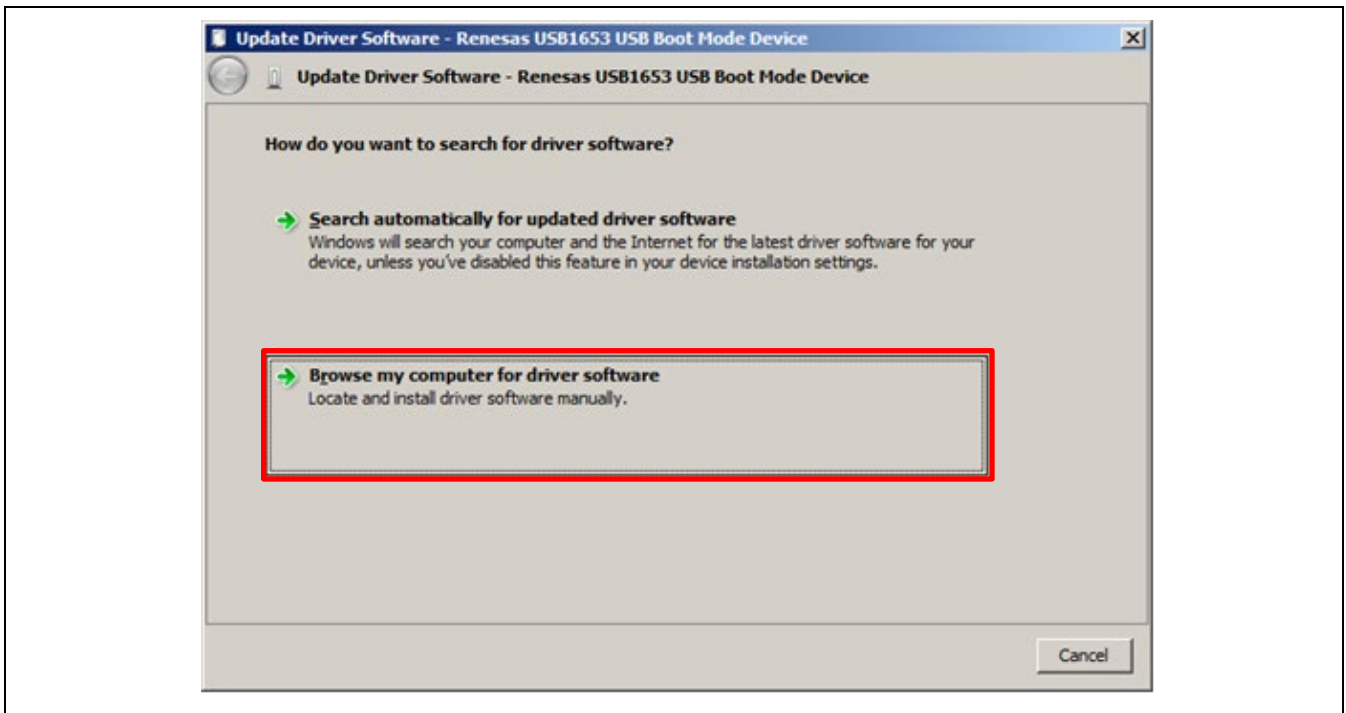 Update Driver Software - Renesas USB1653 USB Boot Mode Device
Update Driver Software - Renesas USB1653 USB Boot Mode Device
How do you want to search for driver software?
Search automatically for updated driver software
Windows will search your computer and the Internet for the latest driver software for your
device, unless you've disabled this feature in your device installation settings.
Browse my computer for driver software
Locate and install driver software manually.
Cancel